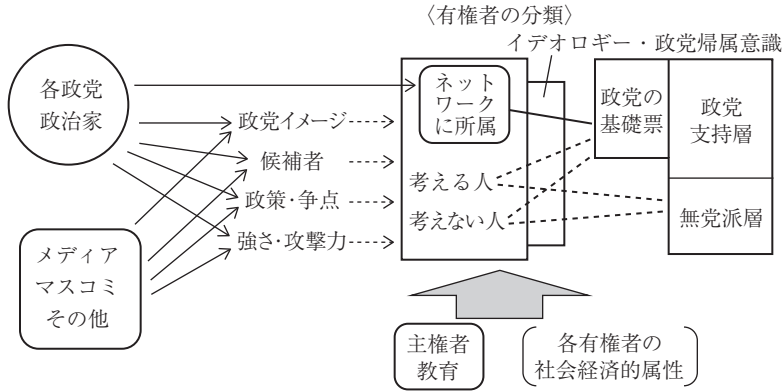 〈有権者の分類〉
イデオロギー・政党帰属意識
各政党
政治家
ネット
ワーク
に所属
政党の
基礎票
政党
支持層
政党イメージ
候補者
考える人
政策・争点
考えない人
無党派層
強さ・攻撃力
メディア
マスコミ
その他
主権者
教育
各有権者の
社会経済的属性